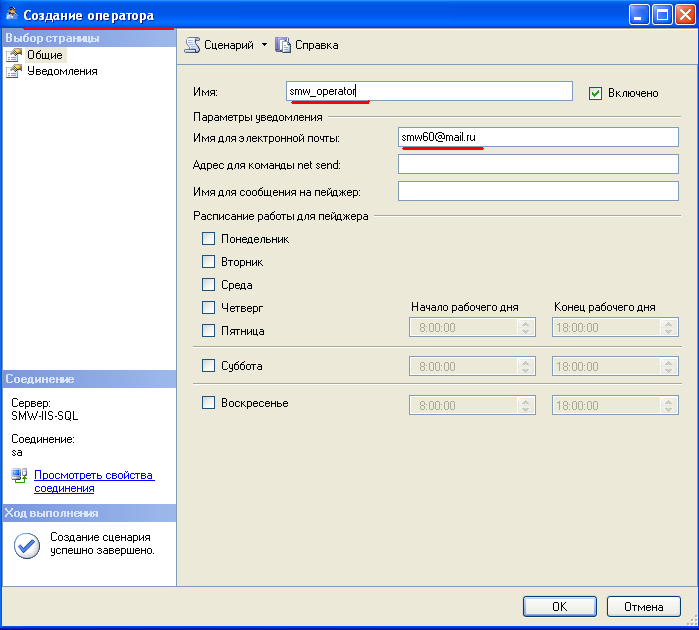 Создание оператора
Выбор страницы
Общие
Уведомления
Сценарий
Справка
Имя:
smw_operator
Включено
Параметры уведомления
Имя для электронной почты:
smw60@mail.ru
Адрес для команды net send:
Имя для сообщения на пейджер:
Расписание работы для пейджера
Понедельник
Вторник
Среда
Четверг
Начало рабочего дня
Конец рабочего дня
Пятница
8:00:00
18:00:00
Суббота
8:00:00
18:00:00
Воскресенье
8:00:00
18:00:00
Соединение
Сервер:
SMW-IIS-SQL
Соединение:
sa
Просмотреть свойства
соединения
Ход выполнения
Создание сценария
успешно завершено.
OK
Отмена